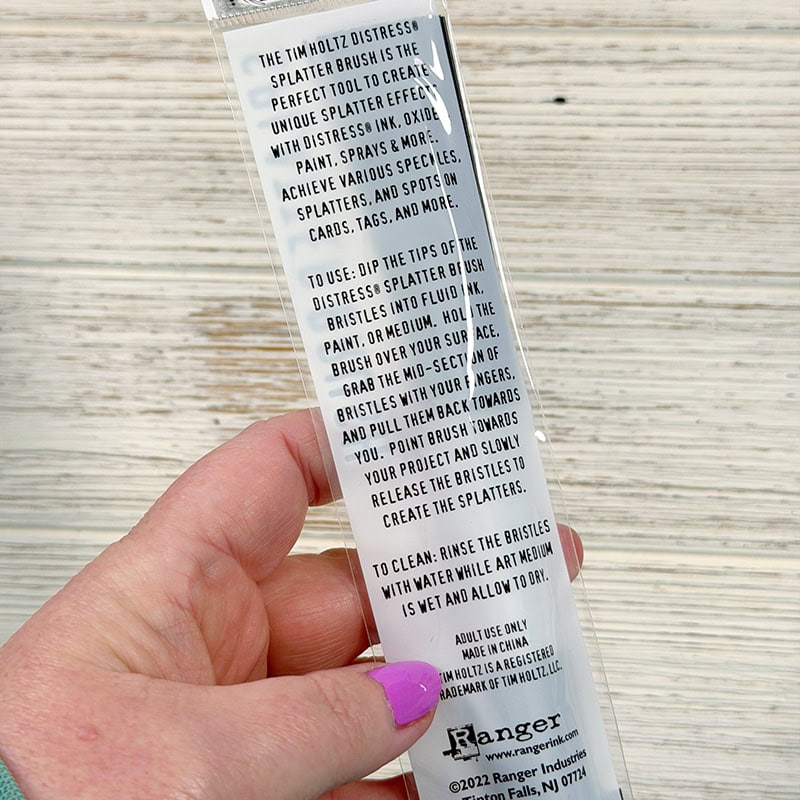 THE TIM HOLTZ DISTRESS®
SPLATTER BRUSH IS THE
PERFECT TOOL TO CREATE
UNIQUE SPLATTER EFFECTS
WITH DISTRESS® INK, OXIDE
PAINT, SPRAYS & MORE.
ACHIEVE VARIOUS SPECKLES,
SPLATTERS, AND SPOTS ON
CARDS, TAGS, AND MORE.
TO USE: DIP THE TIPS OF THE
DISTRESS® SPLATTER BRUSH
BRISTLES INTO FLUID INK,
PAINT, OR MEDIUM. HOLD THE
BRUSH OVER YOUR SURFACE,
GRAB THE MID-SECTION OF
BRISTLES WITH YOUR FINGERS,
AND PULL THEM BACK TOWARDS
YOU. POINT BRUSH TOWARDS
YOUR PROJECT AND SLOWLY
RELEASE THE BRISTLES TO
CREATE THE SPLATTERS.
TO CLEAN: RINSE THE BRISTLES
WITH WATER WHILE ART MEDIUM
IS WET AND ALLOW TO DRY.
ADULT USE ONLY
MADE IN CHINA
TIM HOLTZ IS A REGISTERED
TRADEMARK OF TIM HOLTZ, LLC.
Ranger
www.rangerink.com
©2022 Ranger Industries
Tinton Falls, NJ 07724